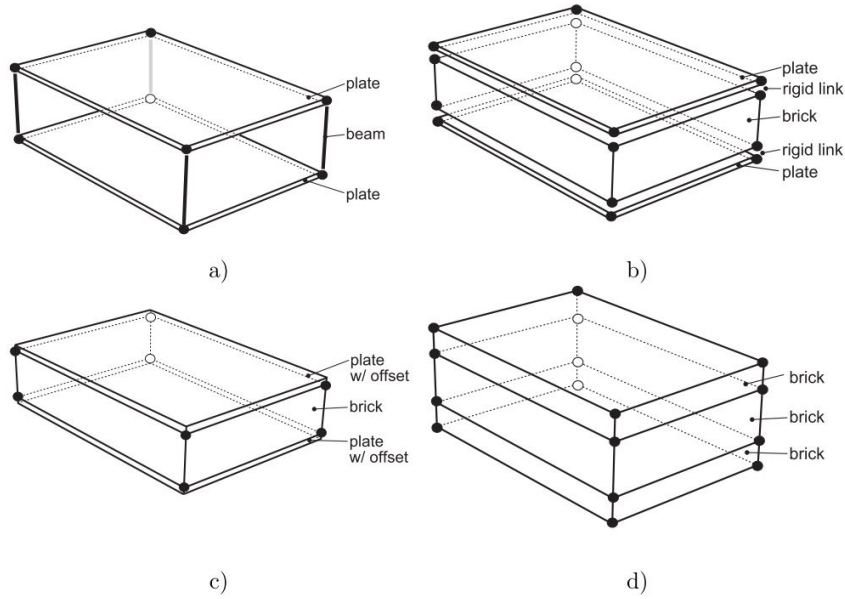 plate
beam
plate
a)
plate
rigid link
brick
rigid link
plate
b)
plate
w/ offset
brick
plate
w/ offset
c)
brick
brick
brick
d)